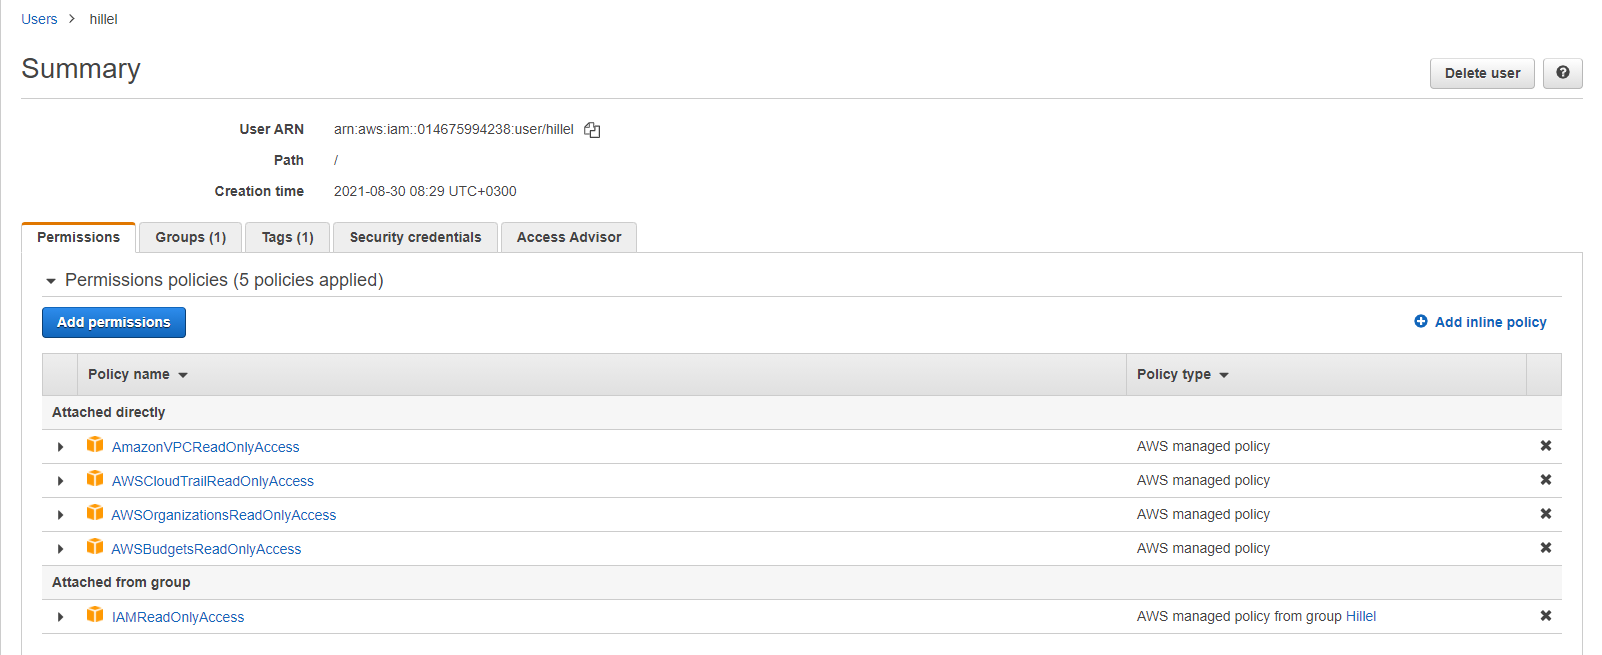 Users > hillel
Summary
Delete user
User ARN arn:aws:iam::014675994238:user/hillel
Path /
Creation time 2021-08-30 08:29 UTC+0300
Permissions Groups (1) Tags (1) Security credentials Access Advisor
Permissions policies (5 policies applied)
Add permissions Add inline policy
Policy name Policy type
Attached directly
AmazonVPCReadOnlyAccess AWS managed policy
AWSCloudTrailReadOnlyAccess AWS managed policy
AWSOrganizationsReadOnlyAccess AWS managed policy
AWSBudgetsReadOnlyAccess AWS managed policy
Attached from group
IAMReadOnlyAccess AWS managed policy from group Hillel